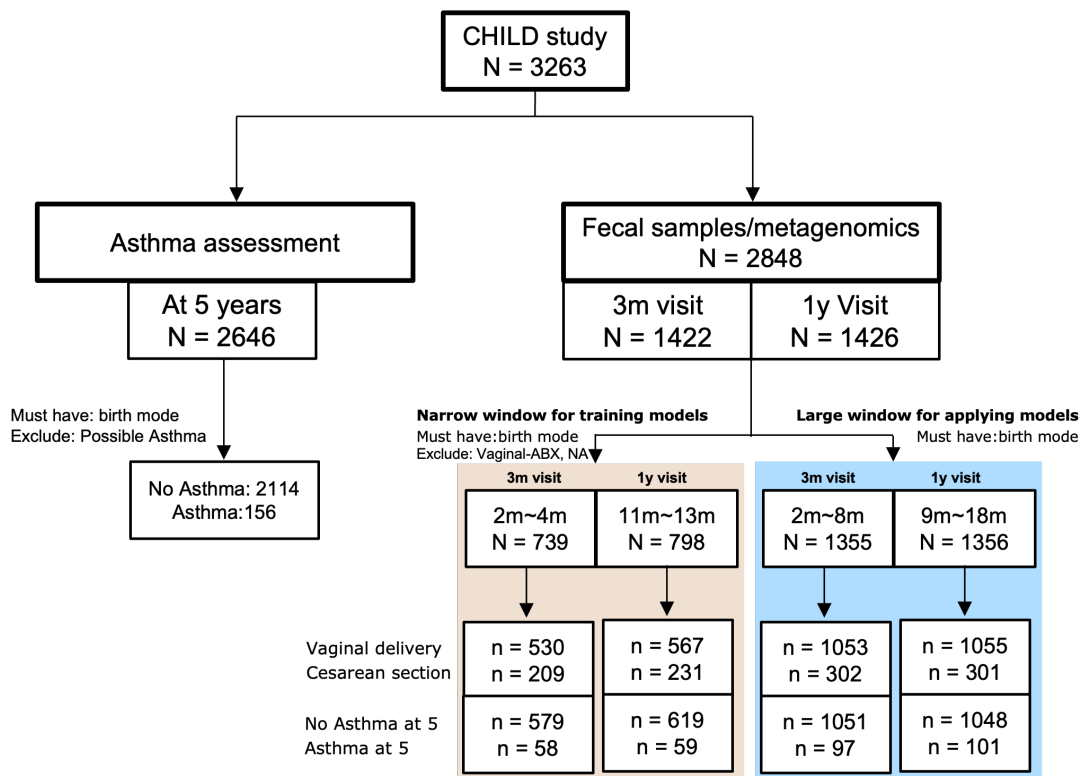 CHILD study
N = 3263
Asthma assessment
At 5 years
N = 2646
Must have: birth mode
Exclude: Possible Asthma
No Asthma: 2114
Asthma:156
Fecal samples/metagenomics
N = 2848
3m visit
N = 1422
1y Visit
N = 1426
Narrow window for training models
Must have:birth mode
Exclude: Vaginal-ABX, NA
Large window for applying models
Must have:birth mode
3m visit
1y visit
3m visit
1y visit
2m~4m
N = 739
11m~13m
N = 798
2m~8m
N = 1355
9m~18m
N = 1356
Vaginal delivery n = 530 n = 567 n = 1053 n = 1055
Cesarean section n = 209 n = 231 n = 302 n = 301
No Asthma at 5 n = 579 n = 619 n = 1051 n = 1048
Asthma at 5 n = 58 n = 59 n = 97 n = 101